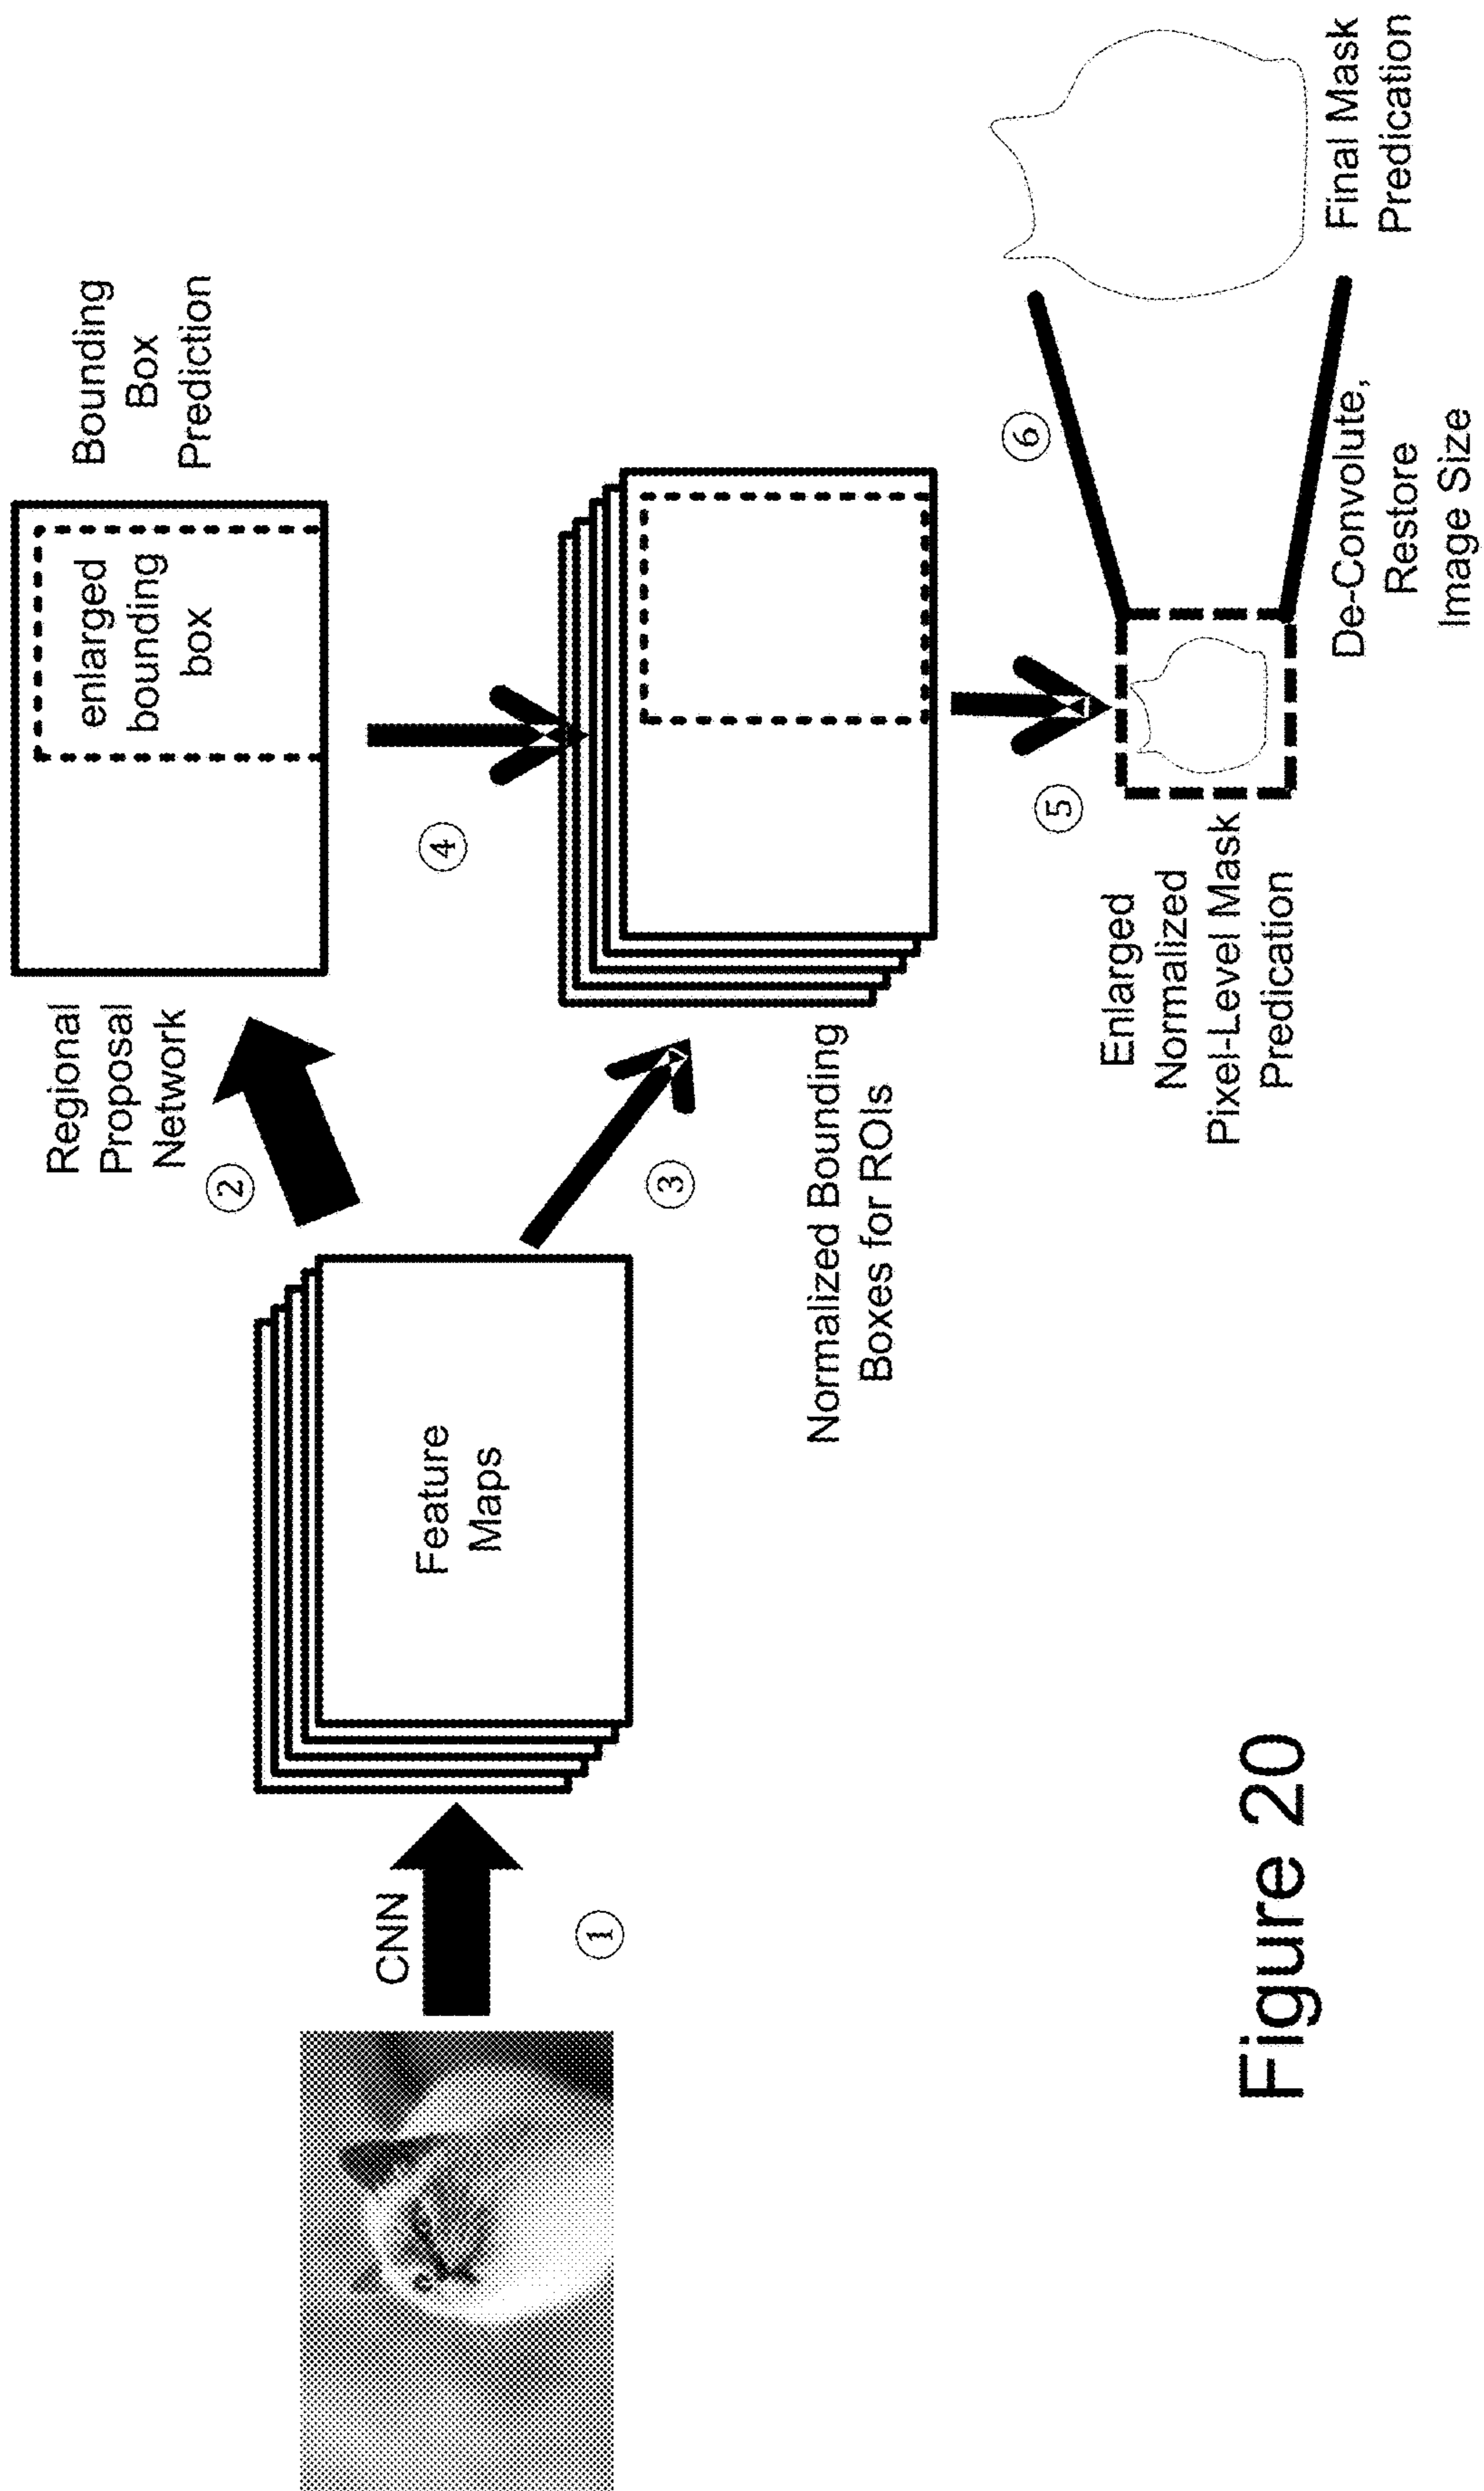 CNN
①
Feature
Maps
②
Regional
Proposal
Network
enlarged
bounding
box
Bounding
Box
Prediction
③
Normalized Bounding
Boxes for ROIs
④
⑤
Enlarged
Normalized
Pixel-Level Mask
Predication
⑥
De-Convolute,
Restore
Image Size
Final Mask
Predication
Figure 20